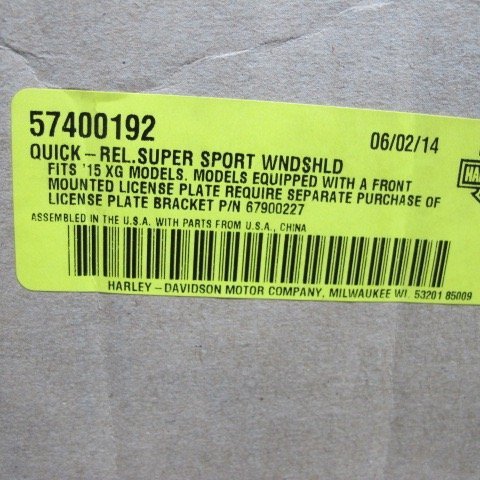 57400192
06/02/14
QUICK-REL.SUPER SPORT WNDSHLD
FITS '15 XG MODELS. MODELS EQUIPPED WITH A FRONT
MOUNTED LICENSE PLATE REQUIRE SEPARATE PURCHASE OF
LICENSE PLATE BRACKET P/N 67900227
ASSEMBLED IN THE U.S.A. WITH PARTS FROM U.S.A., CHINA
HARLEY-DAVIDSON MOTOR COMPANY, MILWAUKEE WI. 53201 85009